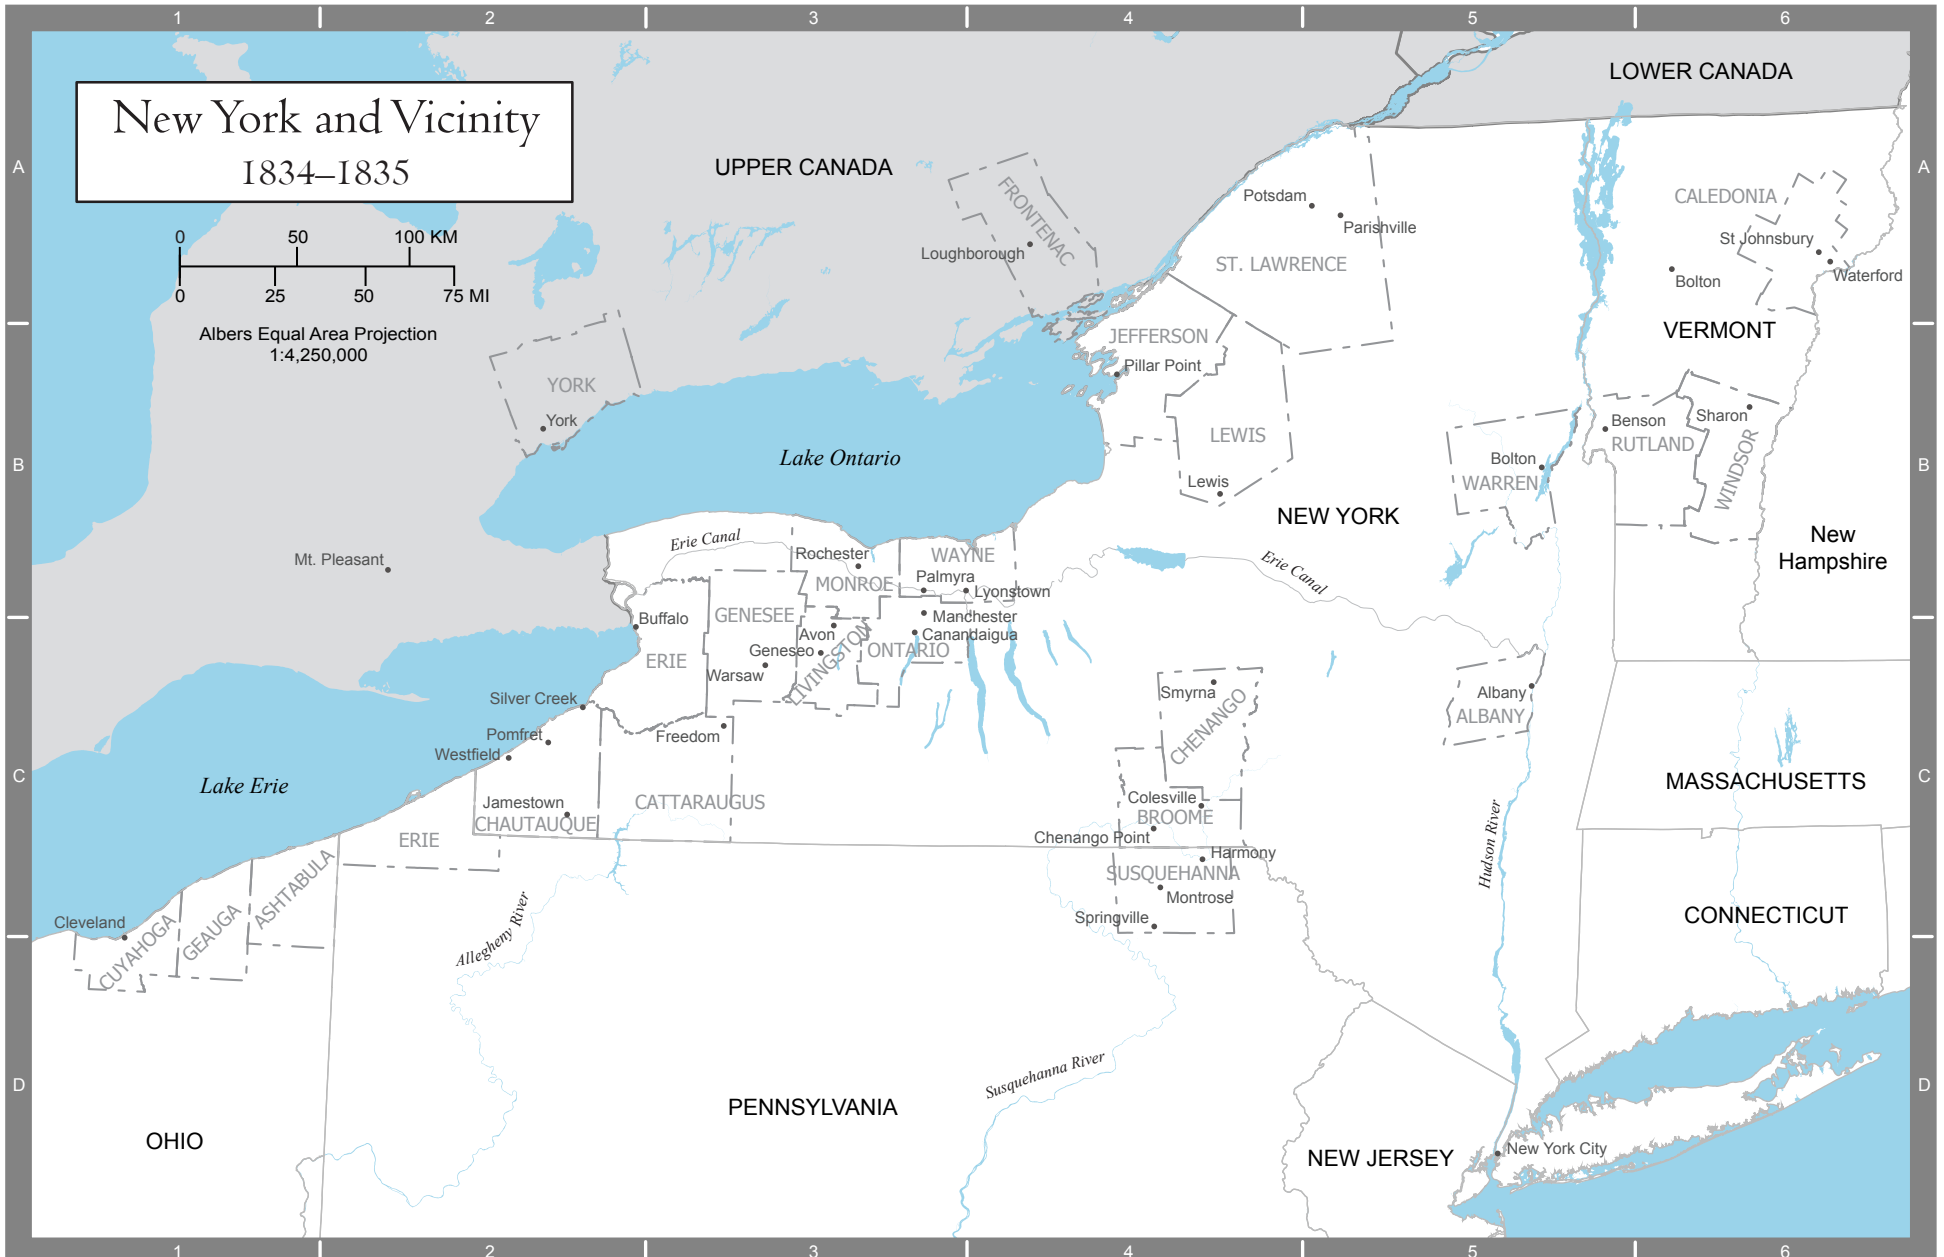 1 2 3 4 5 6
New York and Vicinity
1834–1835
0 50 100 KM
0 25 50 75 MI
Albers Equal Area Projection
1:4,250,000
A
A
B
B
C
C
D
D
LOWER CANADA
UPPER CANADA
FRONTENAC
Loughborough
Potsdam
Parishville
ST. LAWRENCE
CALEDONIA
St Johnsbury
Waterford
Bolton
VERMONT
JEFFERSON
Pillar Point
YORK
York
Lake Ontario
LEWIS
Lewis
Benson
RUTLAND
Sharon
WINDSOR
Bolton
WARREN
NEW YORK
New
Hampshire
Mt. Pleasant
Erie Canal
Rochester
MONROE
WAYNE
Palmyra
Lyonstown
Erie Canal
Buffalo
GENESEE
Manchester
Avon
Canandaigua
Geneseo
LIVINGSTON
ONTARIO
ERIE
Warsaw
Silver Creek
Smyrna
CHENANGO
Albany
ALBANY
Pomfret
Freedom
Westfield
Lake Erie
MASSACHUSETTS
Jamestown
CHAUTAUQUE
CATTARAUGUS
Colesville
BROOME
Chenango Point
Hudson River
ERIE
Harmony
SUSQUEHANNA
Montrose
Springville
ASHTABULA
GEAUGA
CUYAHOGA
Cleveland
Allegheny River
CONNECTICUT
Susquehanna River
PENNSYLVANIA
OHIO
NEW JERSEY
New York City
1 2 3 4 5 6